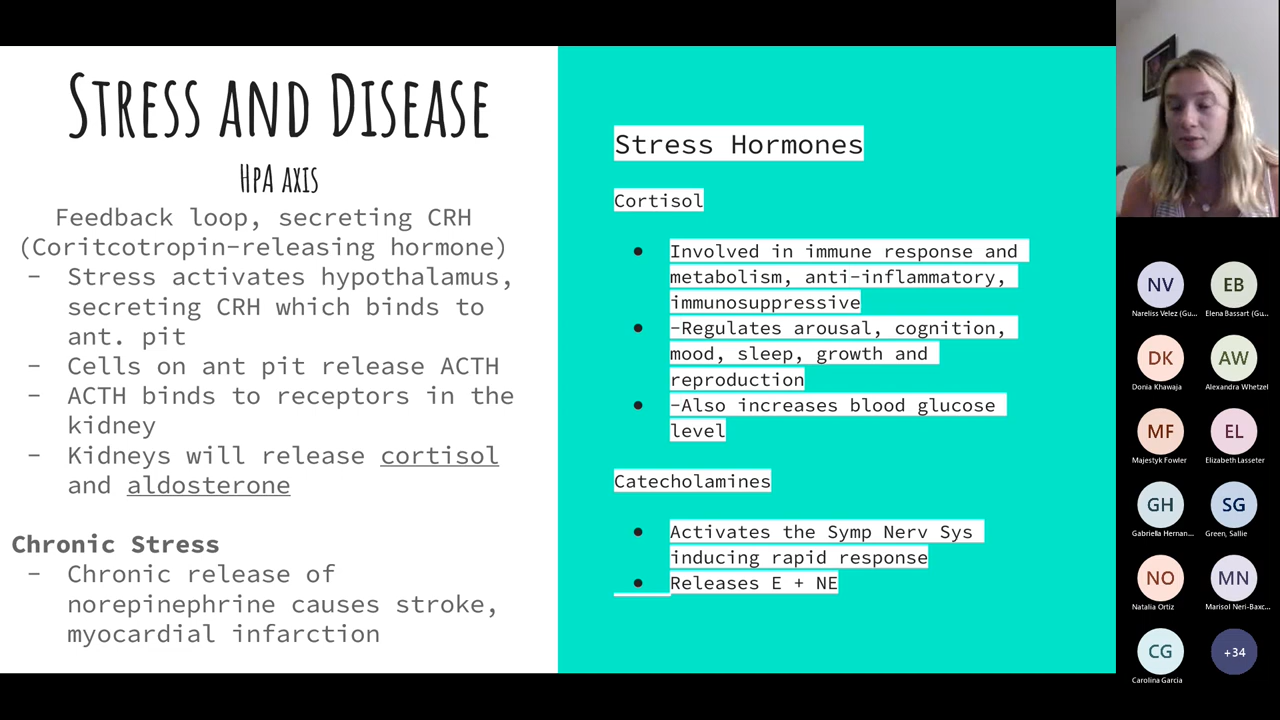 STRESS AND DISEASE
HPA AXIS
Feedback loop, secreting CRH
(Coritcotropin-releasing hormone)
- Stress activates hypothalamus,
secreting CRH which binds to
ant. pit
- Cells on ant pit release ACTH
- ACTH binds to receptors in the
kidney
- Kidneys will release cortisol
and aldosterone
Chronic Stress
- Chronic release of
norepinephrine causes stroke,
myocardial infarction
Stress Hormones
Cortisol
● Involved in immune response and
metabolism, anti-inflammatory,
immunosuppressive
● -Regulates arousal, cognition,
mood, sleep, growth and
reproduction
● -Also increases blood glucose
level
Catecholamines
● Activates the Symp Nerv Sys
inducing rapid response
● Releases E + NE
NV EB
Nareliss Velez (Gu... Elena Bassart (Gu...
DK AW
Donia Khawaja Alexandra Whetzel
MF EL
Majestyk Fowler Elizabeth Lasseter
GH SG
Gabriella Hernan... Green, Sallie
NO MN
Natalia Ortiz Marisol Neri-Baxc...
CG +34
Carolina Garcia